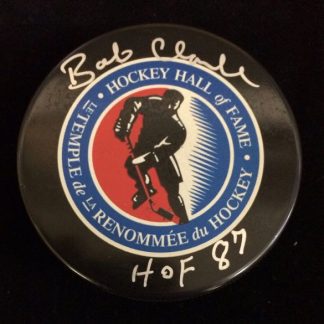 Bob
• HOCKEY HALL of FAME •
LE TEMPLE de LA RENOMMÉE du HOCKEY
HOF 87